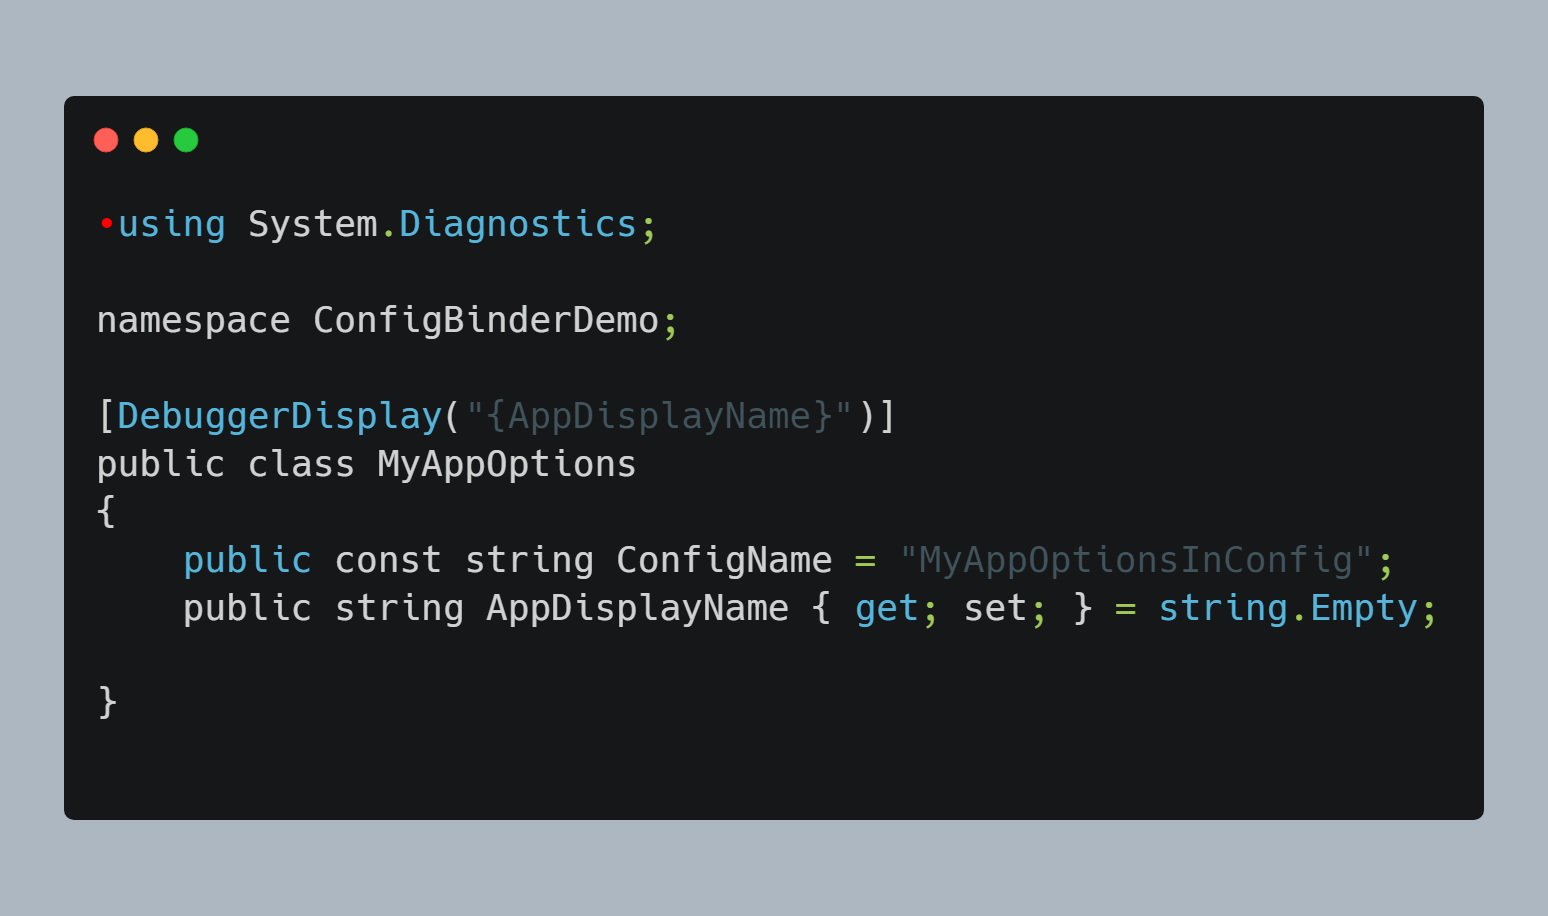 •using System.Diagnostics;

namespace ConfigBinderDemo;

[DebuggerDisplay("{AppDisplayName}")]
public class MyAppOptions
{
    public const string ConfigName = "MyAppOptionsInConfig";
    public string AppDisplayName { get; set; } = string.Empty;

}